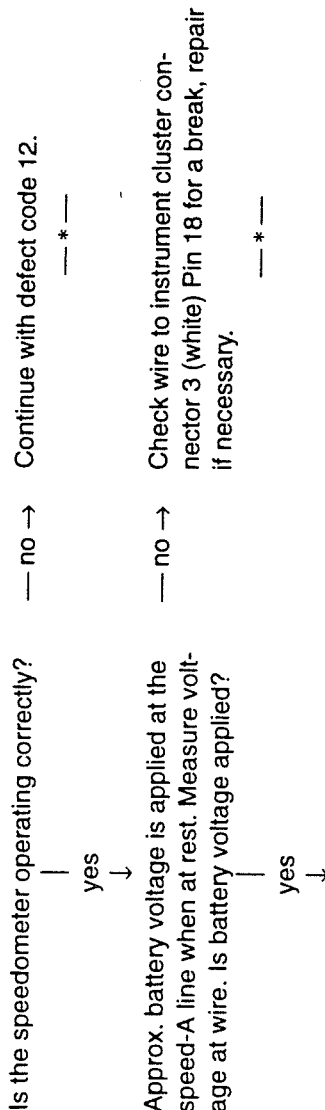 Is the speedometer operating correctly? — no → Continue with defect code 12.
— * —
yes
↓
Approx. battery voltage is applied at the — no → Check wire to instrument cluster con-
speed-A line when at rest. Measure volt- nector 3 (white) Pin 18 for a break, repair
age at wire. Is battery voltage applied? if necessary.
— * —
yes
↓